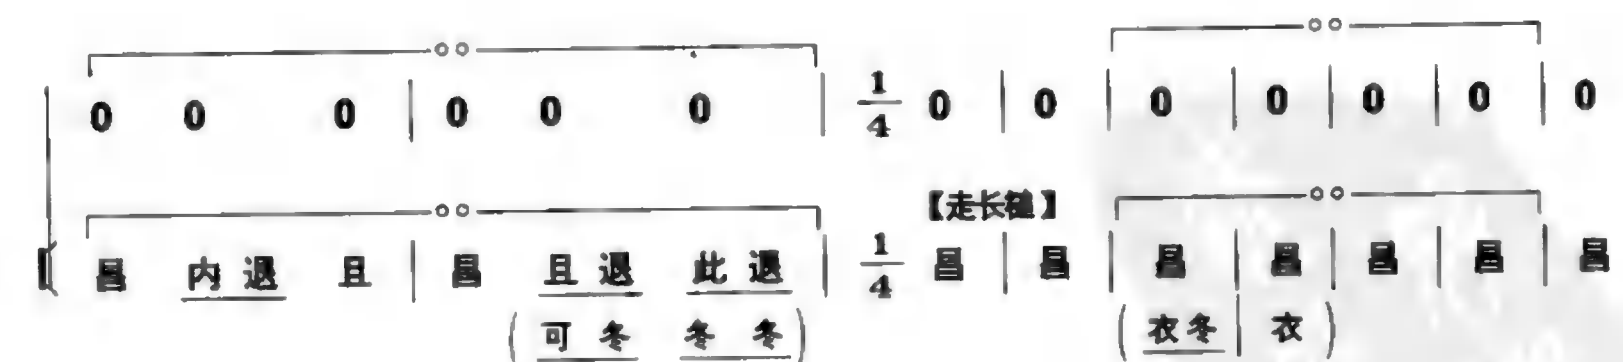 0 0 0 | 0 0 0 | 1/4 0 | 0 | 0 | 0 | 0 | 0 | 0
【走长槌】
昌 内退 且 | 昌 且退 此退 | 1/4 昌 | 昌 | 昌 | 昌 | 昌 | 昌 | 昌
(可冬 冬冬) (衣冬 | 衣)